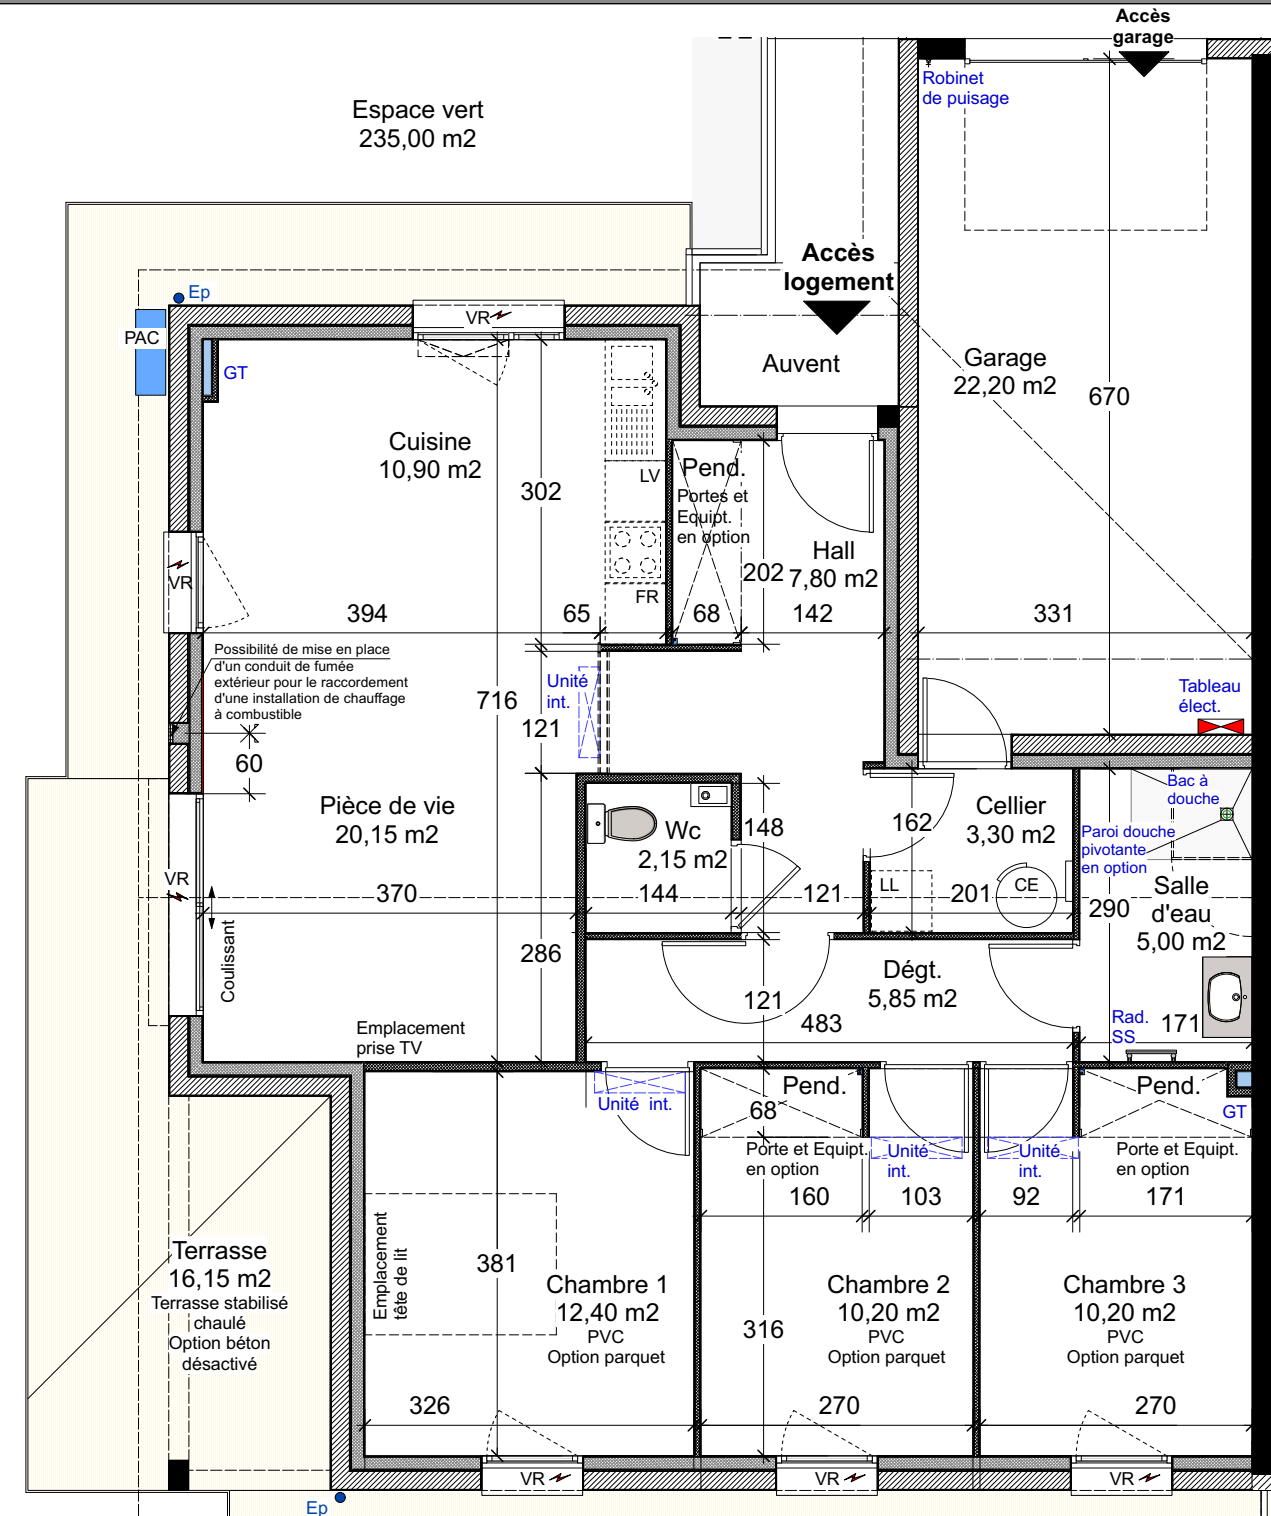 Accès
garage
Robinet
de puisage
Espace vert
235,00 m2
Accès
logement
Ep
VR
PAC
GT
Auvent
Garage
22,20 m2
670
Cuisine
10,90 m2
302
LV
Pend.
Portes et
Equipt.
en option
Hall
7,80 m2
202
VR
FR
394
65
68
142
331
Possibilité de mise en place
d'un conduit de fumée
extérieur pour le raccordement
d'une installation de chauffage
à combustible
Unité
int.
716
121
Tableau
élect.
60
Pièce de vie
20,15 m2
Wc
2,15 m2
148
162
Cellier
3,30 m2
Bac à
douche
Paroi douche
pivotante
en option
VR
370
144
121
LL
201
CE
290
Salle
d'eau
5,00 m2
Coulissant
286
Dégt.
5,85 m2
121
483
Rad.
SS
171
Emplacement
prise TV
Unité int.
Pend.
68
Pend.
GT
Porte et Equipt.
en option
Unité
int.
Unité
int.
Porte et Equipt.
en option
160
103
92
171
Emplacement
tête de lit
381
Terrasse
16,15 m2
Terrasse stabilisé
chaulé
Option béton
désactivé
Chambre 1
12,40 m2
PVC
Option parquet
316
Chambre 2
10,20 m2
PVC
Option parquet
Chambre 3
10,20 m2
PVC
Option parquet
326
270
270
VR
VR
VR
Ep